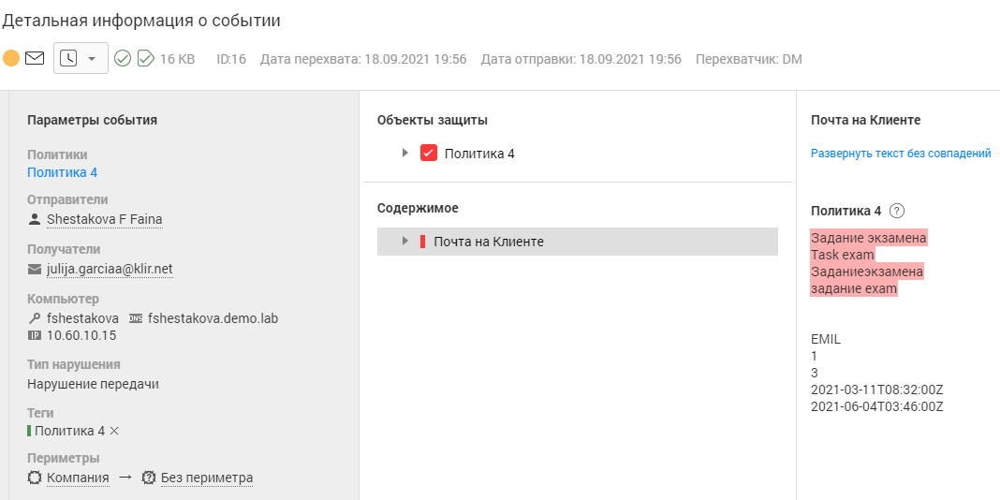 Детальная информация о событии
16 KB ID:16 Дата перехвата: 18.09.2021 19:56 Дата отправки: 18.09.2021 19:56 Перехватчик: DM
Параметры события
Политики
Политика 4
Отправители
Shestakova F Faina
Получатели
julija.garciaa@klir.net
Компьютер
fshestakova DNS fshestakova.demo.lab
IP 10.60.10.15
Тип нарушения
Нарушение передачи
Теги
Политика 4
Периметры
Компания → Без периметра
Объекты защиты
Политика 4
Содержимое
Почта на Клиенте
Почта на Клиенте
Развернуть текст без совпадений
Политика 4 ?
Задание экзамена
Task exam
Заданиеэкзамена
задание exam
EMIL
1
3
2021-03-11T08:32:00Z
2021-06-04T03:46:00Z